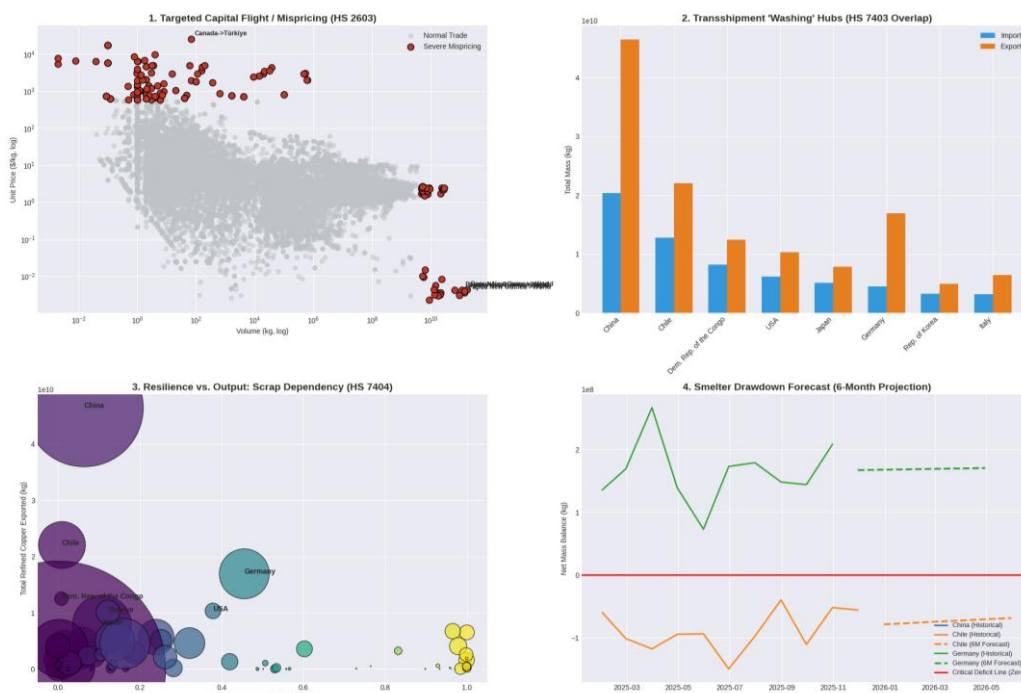 1. Targeted Capital Flight / Mispricing (HS 2603)
Canada->Türkiye
Normal Trade
Severe Mispricing
Unit Price ($/kg, log)
10⁴
10³
10²
10¹
10⁰
10⁻¹
10⁻²
10⁻²
10⁰
10²
10⁴
10⁶
10⁸
10¹⁰
Volume (kg, log)
2. Transshipment 'Washing' Hubs (HS 7403 Overlap)
1e10
Import
Export
Total Mass (kg)
4
3
2
1
0
China
Chile
Dem. Rep. of the Congo
USA
Japan
Germany
Rep. of Korea
Italy
3. Resilience vs. Output: Scrap Dependency (HS 7404)
1e10
Total Refined Copper Exported (kg)
4
3
2
1
0
China
Chile
Dem. Rep. of the Congo
Germany
USA
0.0
0.2
0.4
0.6
0.8
1.0
4. Smelter Drawdown Forecast (6-Month Projection)
1e8
Net Mass Balance (kg)
2
1
0
−1
China (Historical)
Chile (Historical)
Chile (6M Forecast)
Germany (Historical)
Germany (6M Forecast)
Critical Deficit Line (Zero
2025-03
2025-05
2025-07
2025-09
2025-11
2026-01
2026-03
2026-05